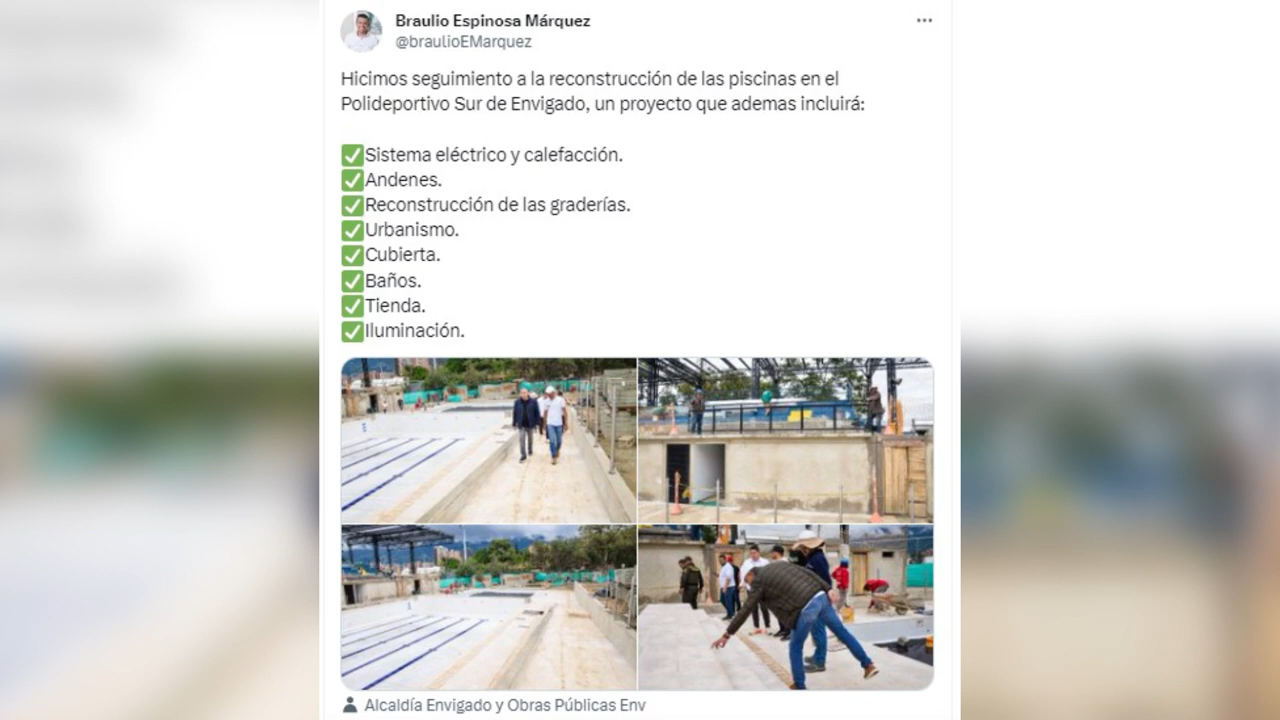 Braulio Espinosa Márquez
@braulioEMarquez
Hicimos seguimiento a la reconstrucción de las piscinas en el
Polideportivo Sur de Envigado, un proyecto que ademas incluirá:
✅Sistema eléctrico y calefacción.
✅Andenes.
✅Reconstrucción de las graderías.
✅Urbanismo.
✅Cubierta.
✅Baños.
✅Tienda.
✅Iluminación.
Alcaldía Envigado y Obras Públicas Env